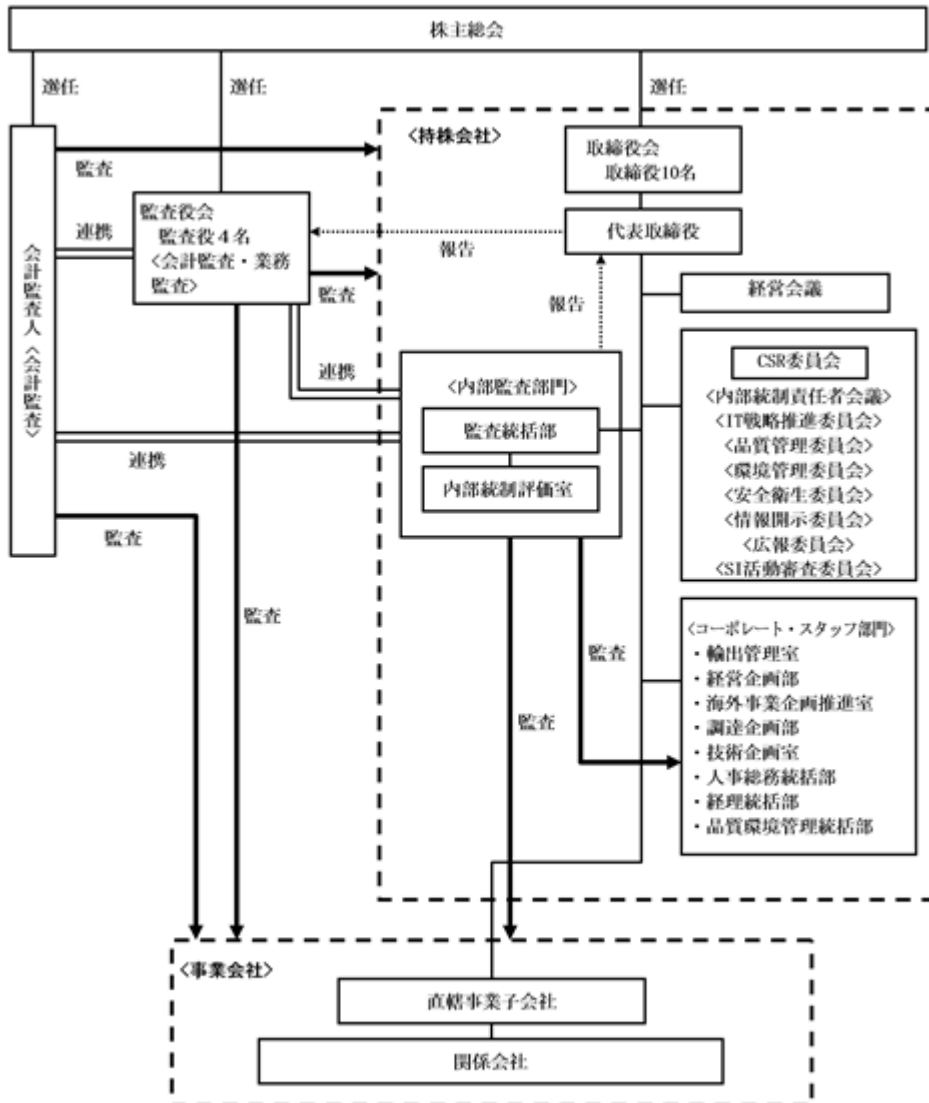 株主総会
選任
選任
選任
〈持株会社〉
取締役会
取締役10名
監査
監査役会
監査役４名
〈会計監査・業務
監査〉
連携
代表取締役
報告
会計監査人〈会計監査〉
監査
経営会議
報告
CSR委員会
〈内部統制責任者会議〉
〈IT戦略推進委員会〉
〈品質管理委員会〉
〈環境管理委員会〉
〈安全衛生委員会〉
〈情報開示委員会〉
〈広報委員会〉
〈SI活動審査委員会〉
連携
〈内部監査部門〉
監査統括部
内部統制評価室
連携
監査
監査
監査
監査
〈コーポレート・スタッフ部門〉
・輸出管理室
・経営企画部
・海外事業企画推進室
・調達企画部
・技術企画室
・人事総務統括部
・経理統括部
・品質環境管理統括部
〈事業会社〉
直轄事業子会社
関係会社